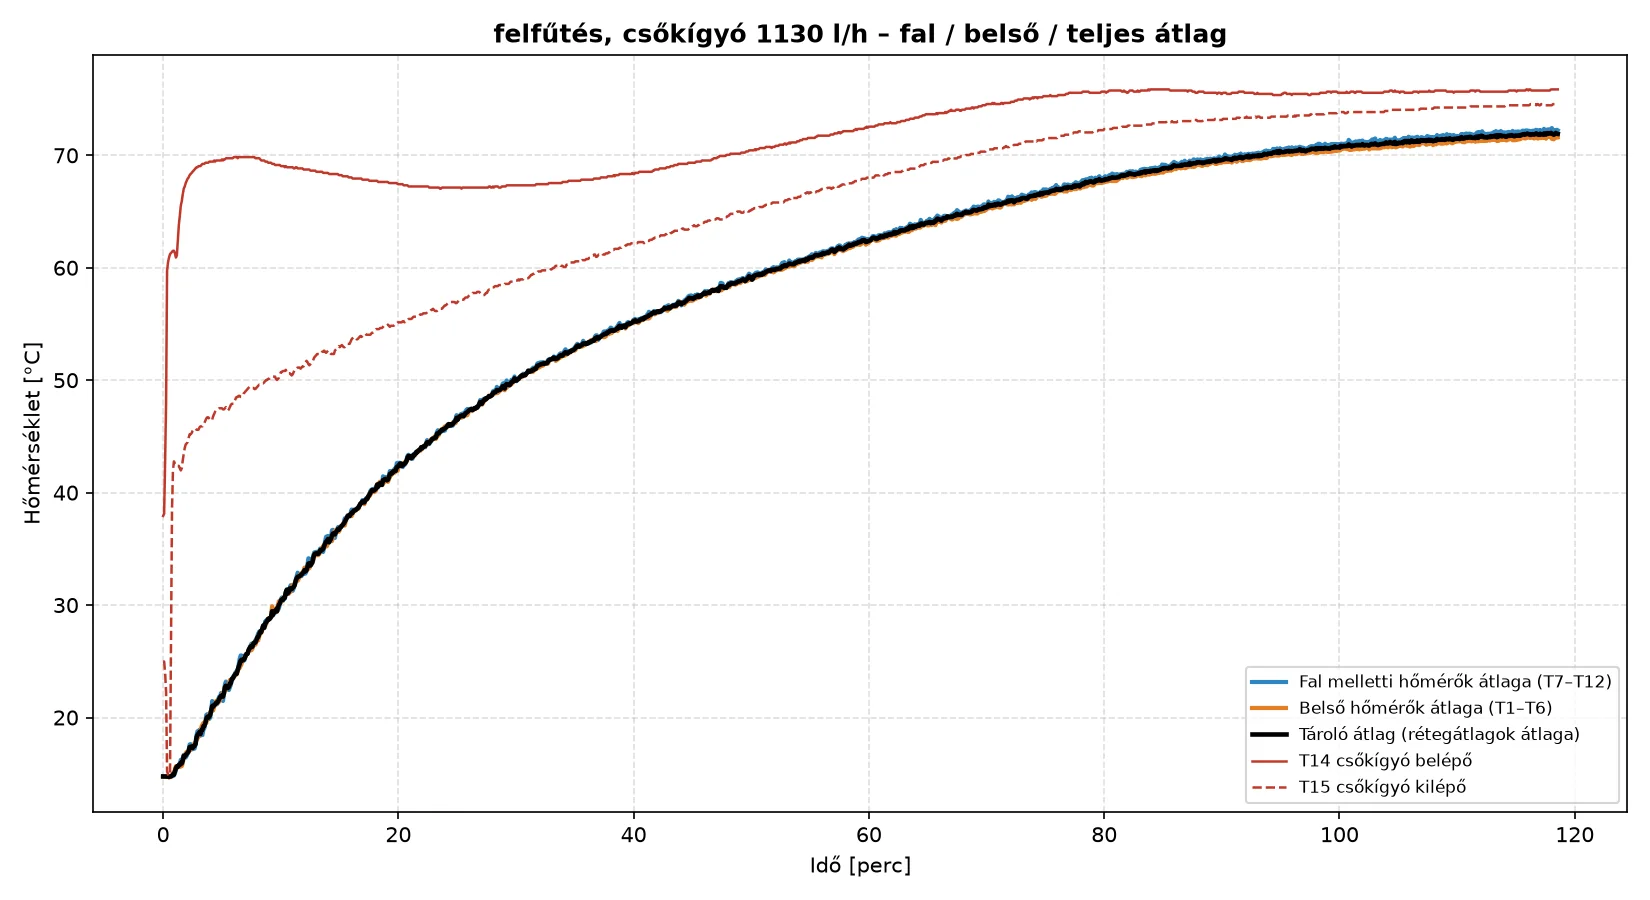 felfűtés, csőkígyó 1130 l/h – fal / belső / teljes átlag
Hőmérséklet [°C]
70
60
50
40
30
20
0
20
40
60
80
100
120
Idő [perc]
Fal melletti hőmérők átlaga (T7–T12)
Belső hőmérők átlaga (T1–T6)
Tároló átlag (rétegátlagok átlaga)
T14 csőkígyó belépő
T15 csőkígyó kilépő